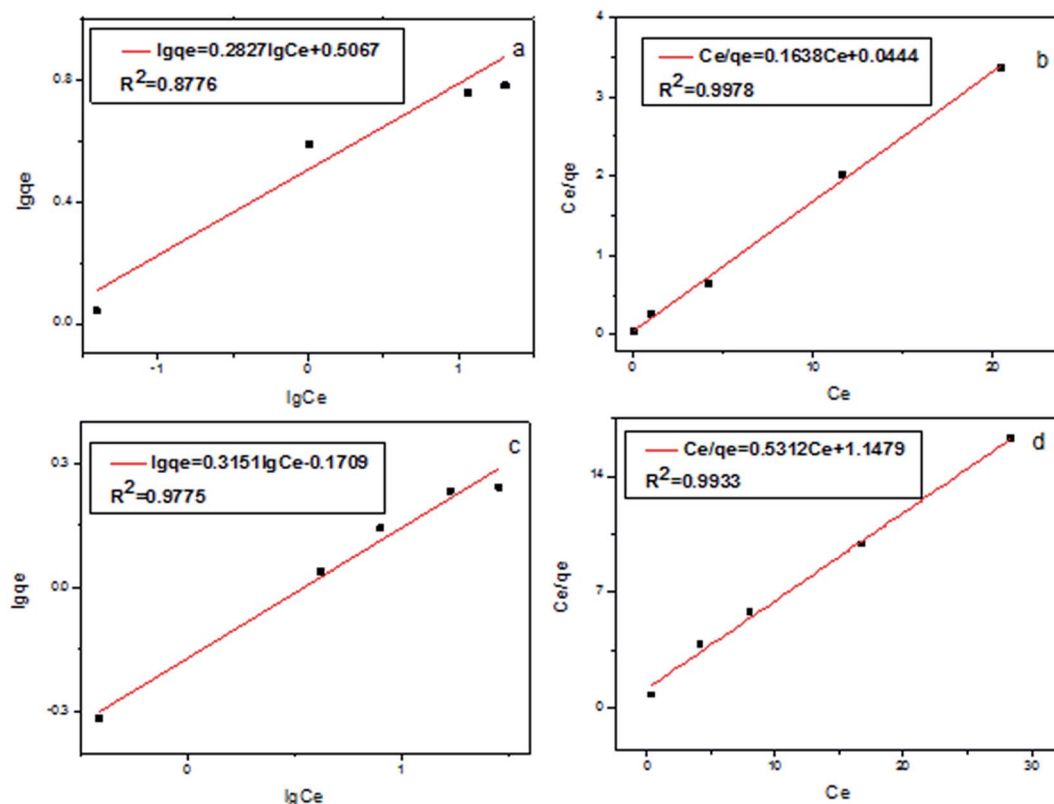 lgqe=0.2827lgCe+0.5067
R2=0.8776
a
0.8
0.4
0.0
lgqe
-1
0
1
lgCe
Ce/qe=0.1638Ce+0.0444
R2=0.9978
b
4
3
2
1
0
Ce/qe
0
10
20
Ce
lgqe=0.3151lgCe-0.1709
R2=0.9775
c
0.3
0.0
-0.3
lgqe
0
1
lgCe
Ce/qe=0.5312Ce+1.1479
R2=0.9933
d
14
7
0
Ce/qe
0
10
20
30
Ce